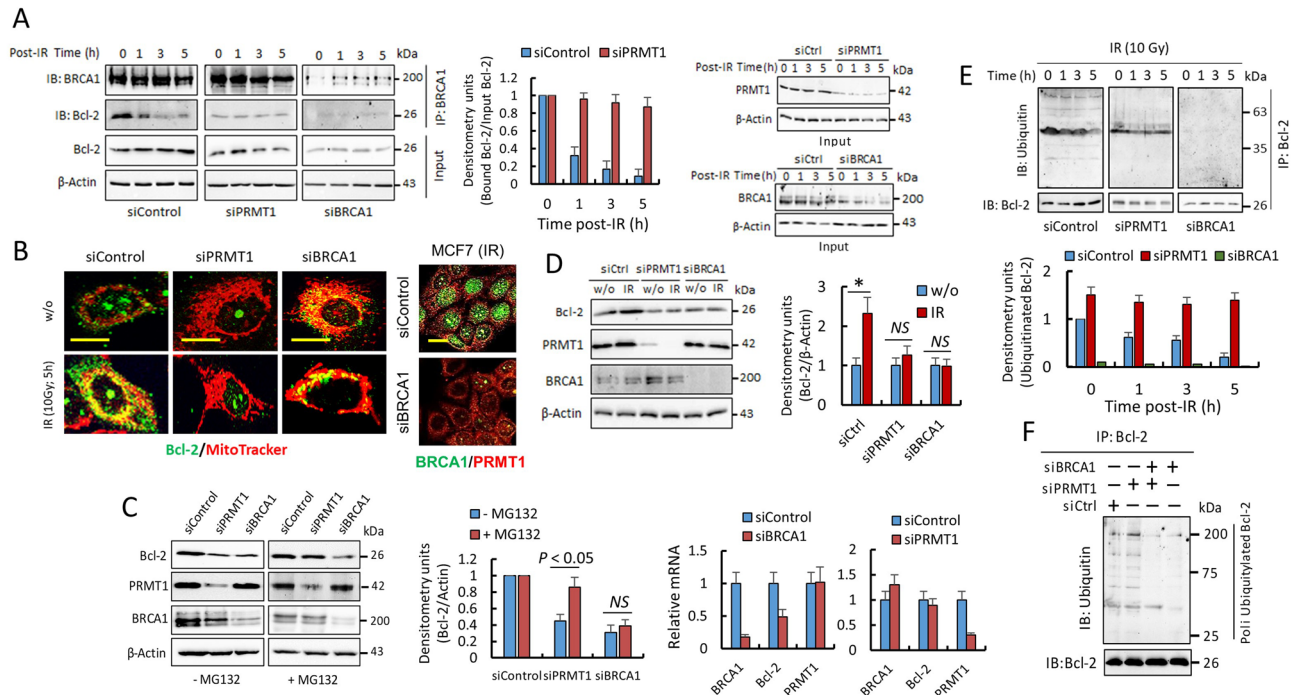 A
Post-IR Time (h) 0 1 3 5 0 1 3 5 0 1 3 5 kDa
IB: BRCA1 200
IB: Bcl-2 26
IP: BRCA1
Bcl-2 26
β-Actin 43
Input
siControl siPRMT1 siBRCA1
siControl siPRMT1
Densitometry units
(Bound Bcl-2/Input Bcl-2)
1.2
1
0.8
0.6
0.4
0.2
0
0 1 3 5
Time post-IR (h)
siCtrl siPRMT1
Post-IR Time (h) 0 1 3 5 0 1 3 5 kDa
PRMT1 42
β-Actin 43
Input
siCtrl siBRCA1
Post-IR Time (h) 0 1 3 5 0 1 3 5 kDa
BRCA1 200
β-Actin 43
Input
E
IR (10 Gy)
Time (h) 0 1 3 5 0 1 3 5 0 1 3 5 kDa
IB: Ubiquitin
63
35
IP: Bcl-2
IB: Bcl-2 26
siControl siPRMT1 siBRCA1
siControl siPRMT1 siBRCA1
Densitometry units
(Ubiquitinated Bcl-2)
2
1
0
0 1 3 5
Time post-IR (h)
B
siControl siPRMT1 siBRCA1
w/o
IR (10Gy, 5h)
Bcl-2/MitoTracker
MCF7 (IR)
siControl
siBRCA1
BRCA1/PRMT1
D
siCtrl siPRMT1 siBRCA1
w/o IR w/o IR w/o IR kDa
Bcl-2 26
PRMT1 42
BRCA1 200
β-Actin 43
Densitometry units
(Bcl-2/β-Actin)
3
2
1
0
* NS NS
w/o
IR
siCtrl siPRMT1 siBRCA1
C
siControl siPRMT1 siBRCA1 siControl siPRMT1 siBRCA1 kDa
Bcl-2 26
PRMT1 42
BRCA1 200
β-Actin 43
- MG132 + MG132
Densitometry units
(Bcl-2/Actin)
- MG132
+ MG132
P < 0.05
NS
1.2
1
0.8
0.6
0.4
0.2
0
siControl siPRMT1 siBRCA1
Relative mRNA
siControl
siBRCA1
1.5
1
0.5
0
BRCA1 Bcl-2 PRMT1
siControl
siPRMT1
2
1.5
1
0.5
0
BRCA1 Bcl-2 PRMT1
F
IP: Bcl-2
siBRCA1 − − + +
siPRMT1 − + + −
siCtrl + − − − kDa
IB: Ubiquitin
200
75
25
Poli Ubiquitylated Bcl-2
IB:Bcl-2 26